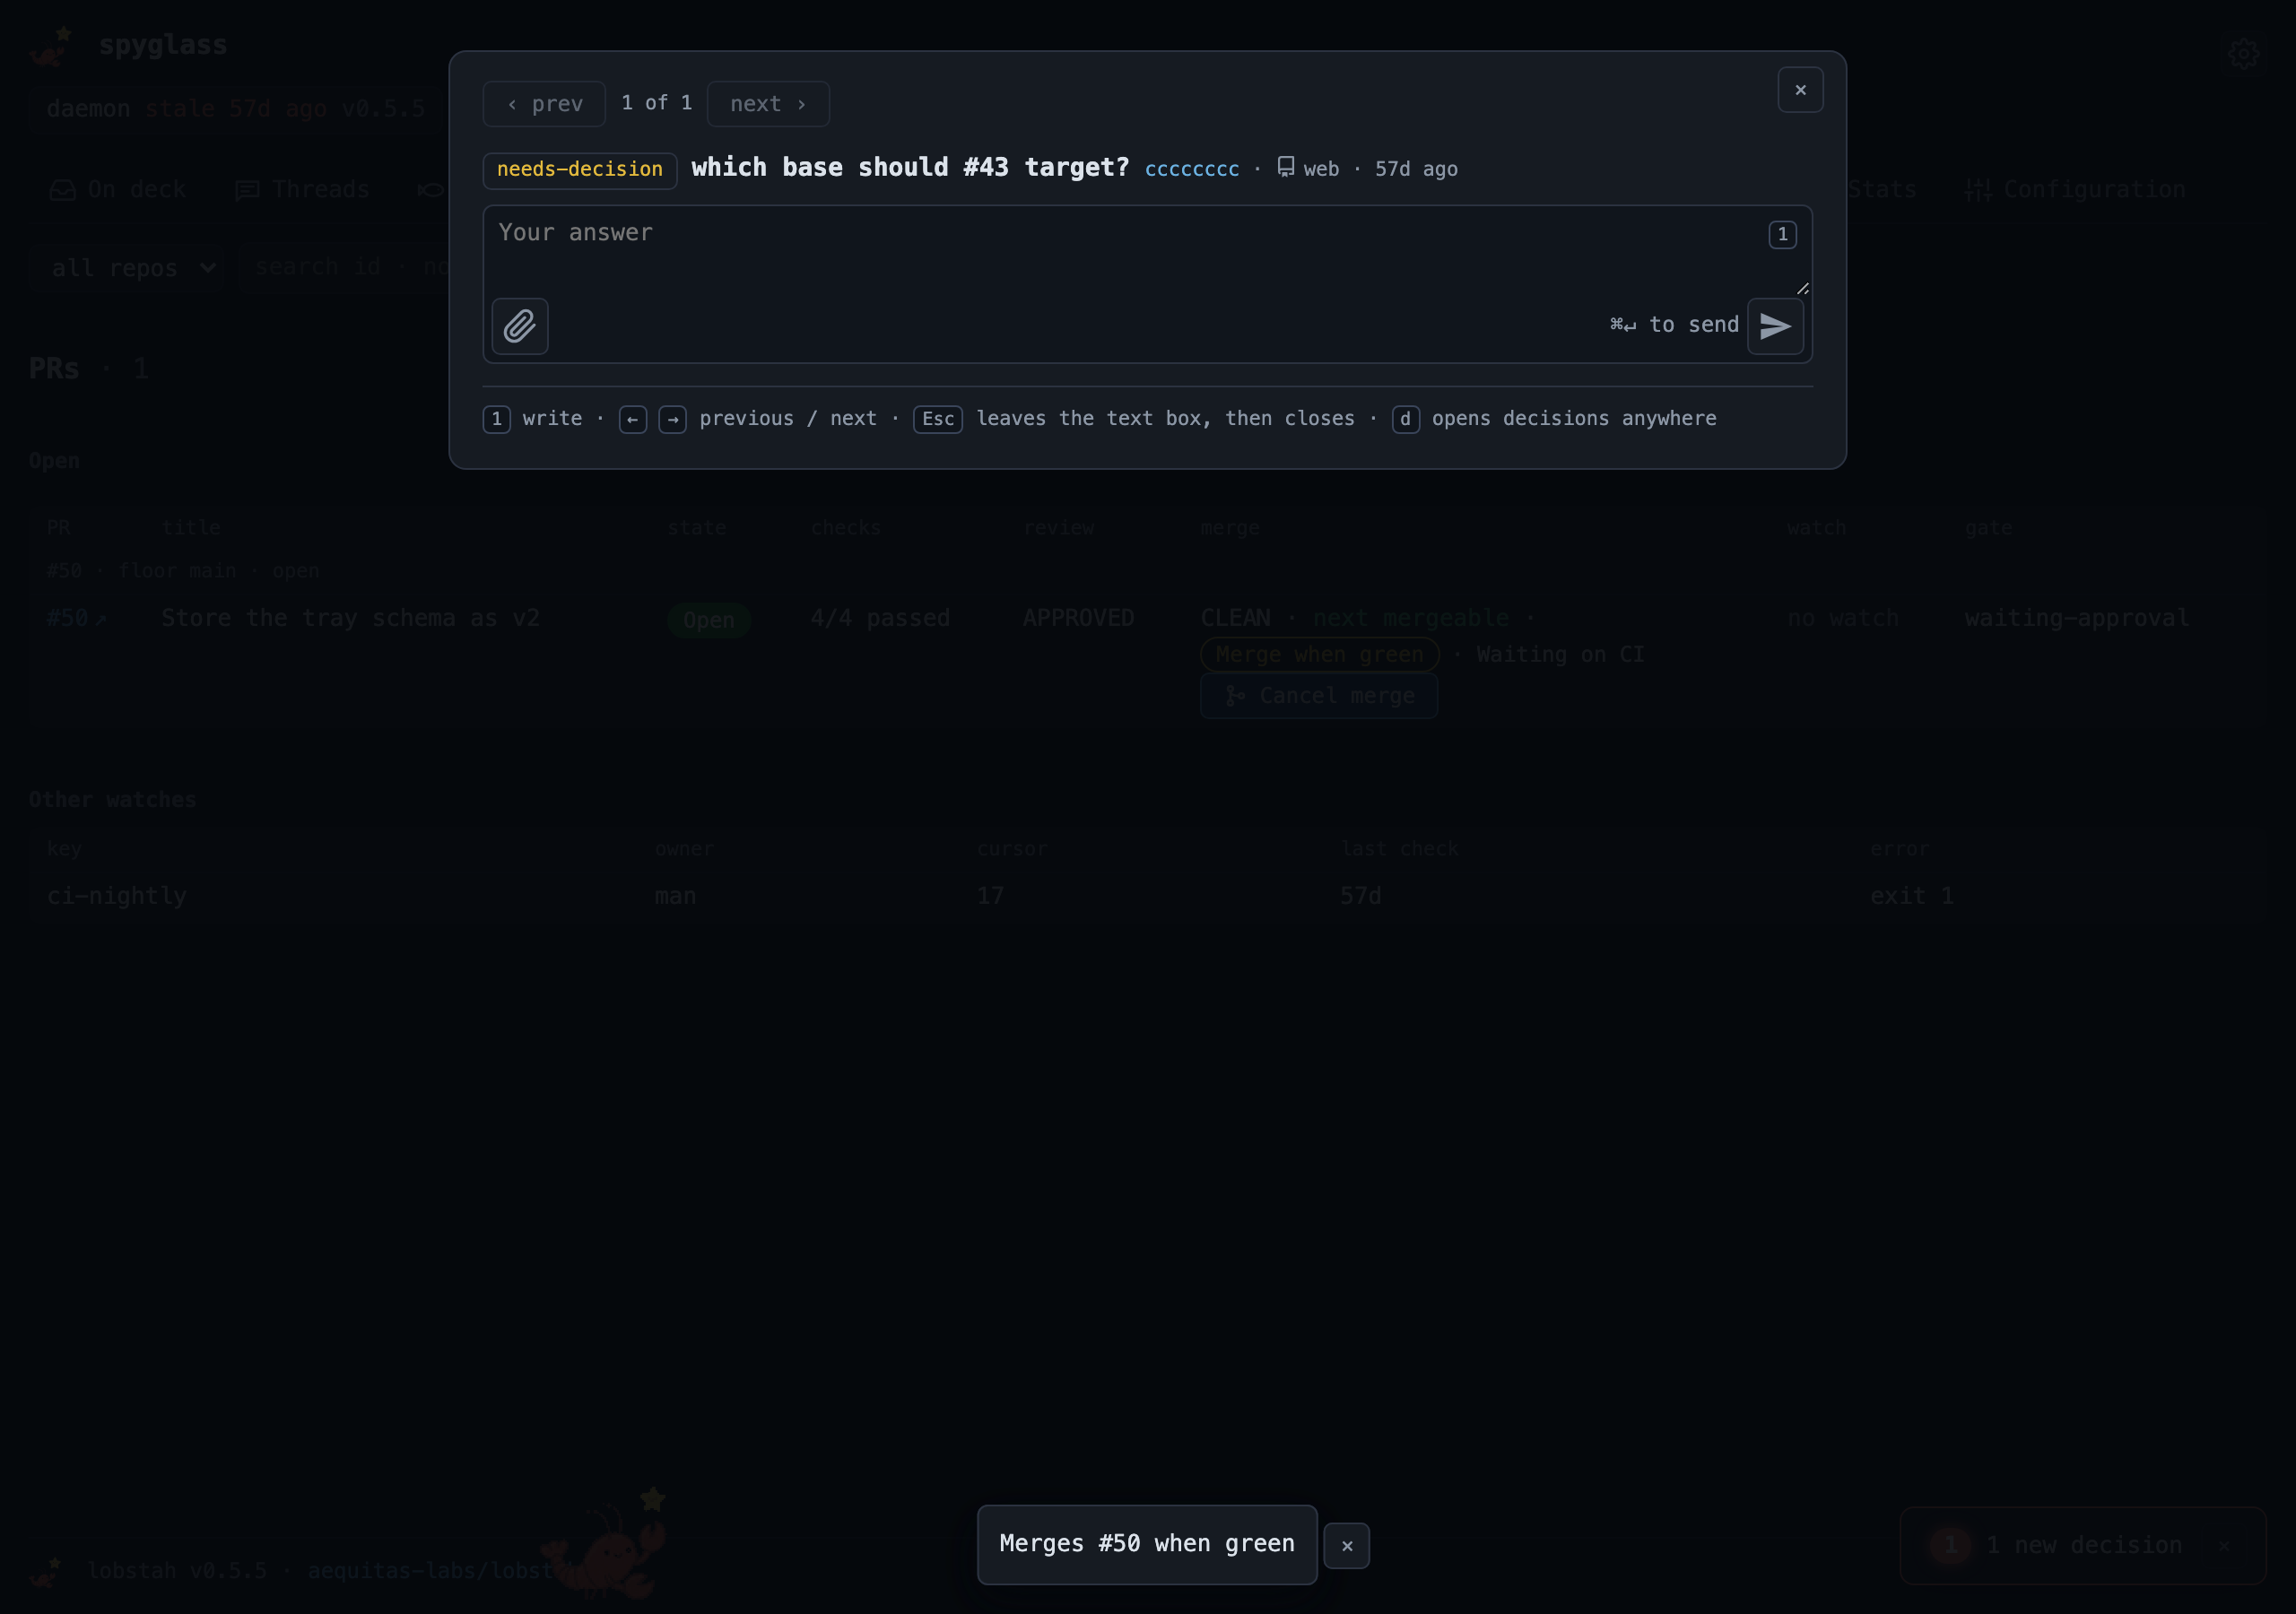 spyglass
daemon stale 57d ago v0.5.5
On deck
Threads
Stats
Configuration
all repos
search id · no
‹ prev
1 of 1
next ›
×
needs-decision which base should #43 target? cccccccc · web · 57d ago
Your answer
1
⌘↵ to send
1 write · ← → previous / next · Esc leaves the text box, then closes · d opens decisions anywhere
PRs · 1
Open
PR title state checks review merge watch gate
#50 · floor main · open
#50 ↗ Store the tray schema as v2 Open 4/4 passed APPROVED CLEAN · next mergeable · no watch waiting-approval
Merge when green · Waiting on CI
Cancel merge
Other watches
key owner cursor last check error
ci-nightly man 17 57d exit 1
Merges #50 when green ×
1 1 new decision ×
lobstah v0.5.5 · aequitas-labs/lobst